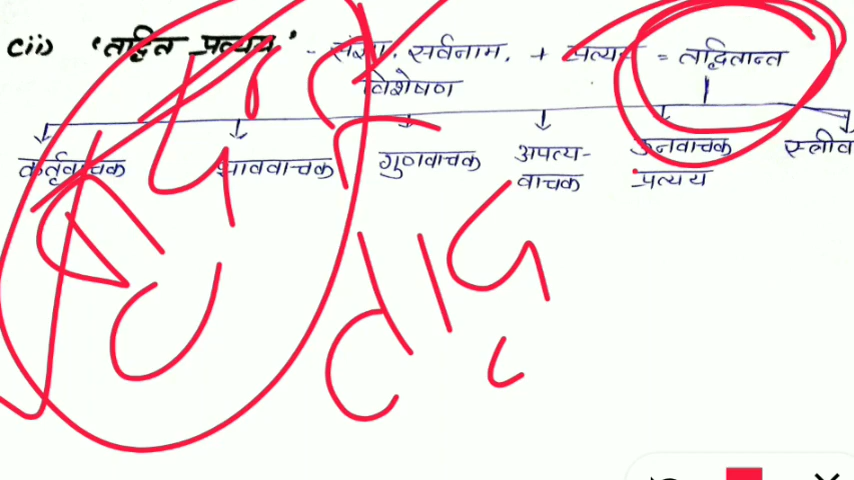 cii) 'तद्धित प्रत्यय' - संज्ञा, सर्वनाम, + प्रत्यय = तद्धितान्त
विशेषण
कर्तृवाचक भाववाचक गुणवाचक अपत्य- ऊनवाचक
वाचक प्रत्यय